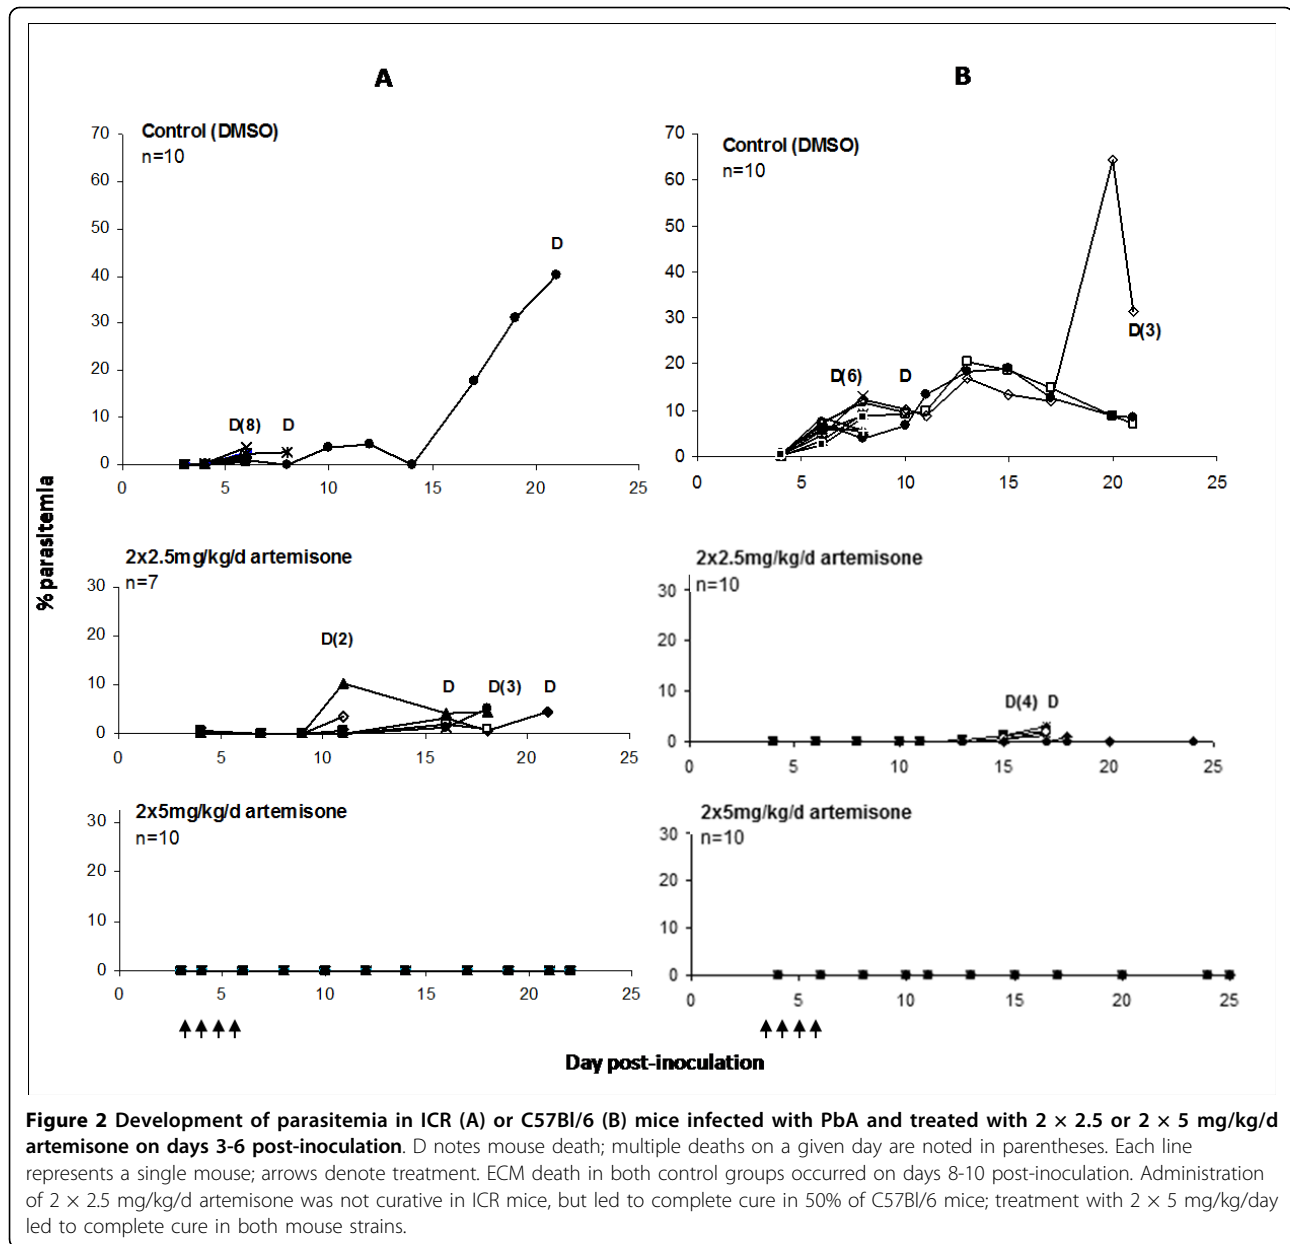 A
B
Control (DMSO)
n=10
70
60
50
40
30
20
10
0
D(8)
D
D
0
5
10
15
20
25
Control (DMSO)
n=10
70
60
50
40
30
20
10
0
D(6)
D
D(3)
0
5
10
15
20
25
% parasitemia
2x2.5mg/kg/d artemisone
n=7
30
20
10
0
D(2)
D
D(3)
D
0
5
10
15
20
25
2x2.5mg/kg/d artemisone
n=10
30
20
10
0
D(4)
D
0
5
10
15
20
25
2x5mg/kg/d artemisone
n=10
30
20
10
0
0
5
10
15
20
25
2x5mg/kg/d artemisone
n=10
30
20
10
0
0
5
10
15
20
25
Day post-inoculation
Figure 2 Development of parasitemia in ICR (A) or C57Bl/6 (B) mice infected with PbA and treated with 2 × 2.5 or 2 × 5 mg/kg/d
artemisone on days 3-6 post-inoculation. D notes mouse death; multiple deaths on a given day are noted in parentheses. Each line
represents a single mouse; arrows denote treatment. ECM death in both control groups occurred on days 8-10 post-inoculation. Administration
of 2 × 2.5 mg/kg/d artemisone was not curative in ICR mice, but led to complete cure in 50% of C57Bl/6 mice; treatment with 2 × 5 mg/kg/day
led to complete cure in both mouse strains.